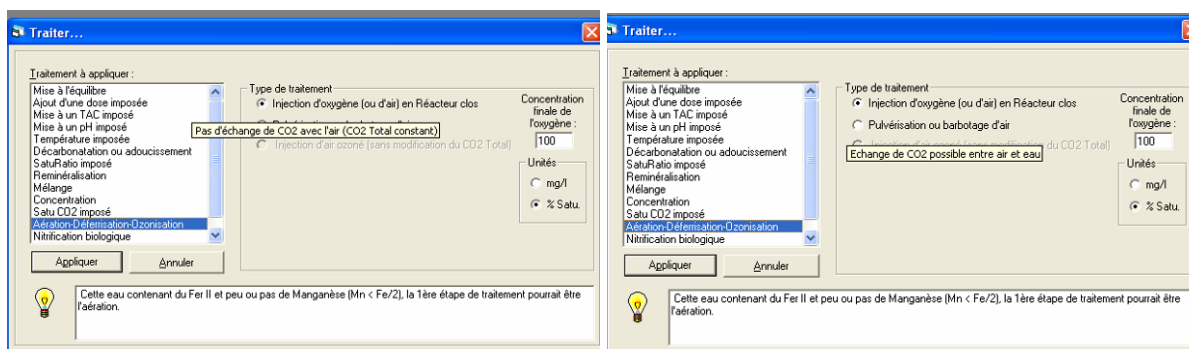 Traiter...
Traitement à appliquer :
Mise à l'équilibre
Ajout d'une dose imposée
Mise à un TAC imposé
Mise à un pH imposé
Température imposée
Décarbonatation ou adoucissement
SatuRatio imposé
Reminéralisation
Mélange
Concentration
Satu CO2 imposé
Aération-Déferrisation-Ozonisation
Nitrification biologique
Type de traitement
Injection d'oxygène (ou d'air) en Réacteur clos
Pas d'échange de CO2 avec l'air (CO2 Total constant)
Injection d'air ozoné (sans modification du CO2 Total)
Concentration
finale de
l'oxygène :
100
Unités
mg/l
% Satu.
Appliquer
Annuler
Cette eau contenant du Fer II et peu ou pas de Manganèse (Mn < Fe/2), la 1ère étape de traitement pourrait être
l'aération.
Traiter...
Traitement à appliquer :
Mise à l'équilibre
Ajout d'une dose imposée
Mise à un TAC imposé
Mise à un pH imposé
Température imposée
Décarbonatation ou adoucissement
SatuRatio imposé
Reminéralisation
Mélange
Concentration
Satu CO2 imposé
Aération-Déferrisation-Ozonisation
Nitrification biologique
Type de traitement
Injection d'oxygène (ou d'air) en Réacteur clos
Pulvérisation ou barbotage d'air
Echange de CO2 possible entre air et eau
du CO2 Total)
Concentration
finale de
l'oxygène :
100
Unités
mg/l
% Satu.
Appliquer
Annuler
Cette eau contenant du Fer II et peu ou pas de Manganèse (Mn < Fe/2), la 1ère étape de traitement pourrait être
l'aération.